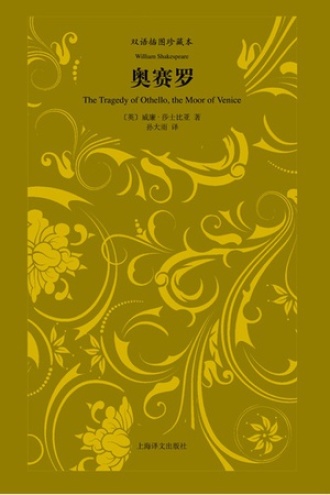 双语插图珍藏本
William Shakespeare
奥赛罗
The Tragedy of Othello, the Moor of Venice
〔英〕威廉·莎士比亚 著
孙大雨 译
上海译文出版社